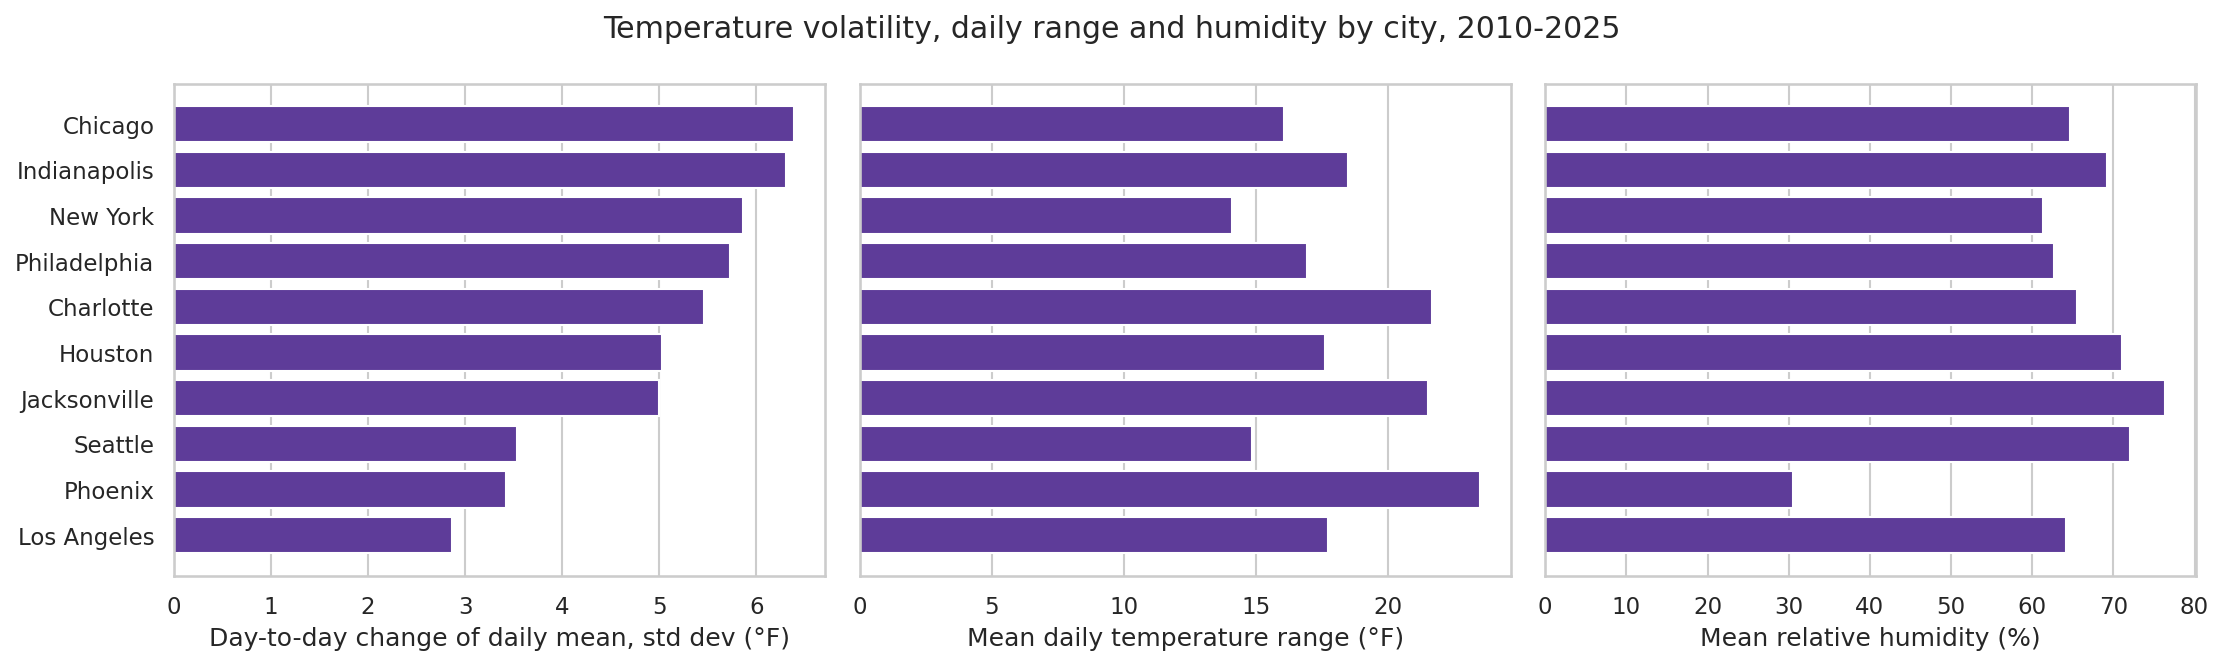 Temperature volatility, daily range and humidity by city, 2010-2025
Chicago
Indianapolis
New York
Philadelphia
Charlotte
Houston
Jacksonville
Seattle
Phoenix
Los Angeles
0 1 2 3 4 5 6
Day-to-day change of daily mean, std dev (°F)
0 5 10 15 20
Mean daily temperature range (°F)
0 10 20 30 40 50 60 70 80
Mean relative humidity (%)